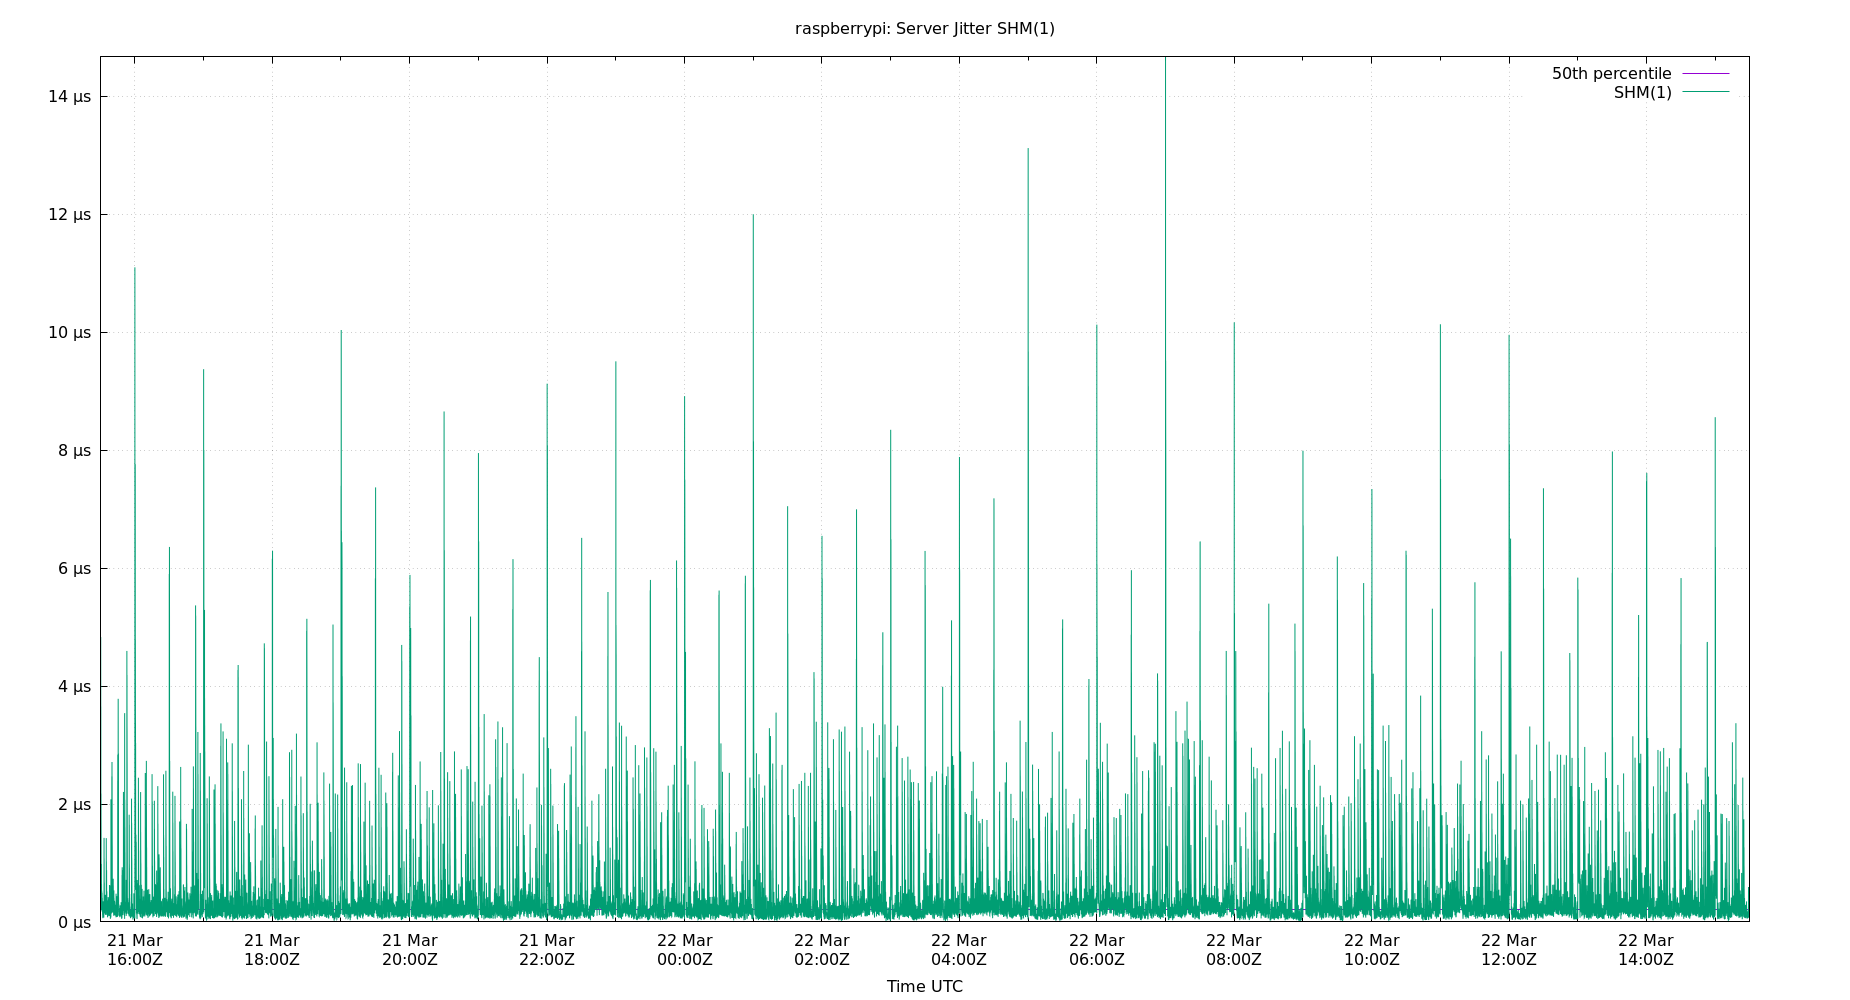 raspberrypi: Server Jitter SHM(1)
50th percentile
SHM(1)
14 µs
12 µs
10 µs
8 µs
6 µs
4 µs
2 µs
0 µs
21 Mar 21 Mar 21 Mar 21 Mar 22 Mar 22 Mar 22 Mar 22 Mar 22 Mar 22 Mar 22 Mar 22 Mar
16:00Z 18:00Z 20:00Z 22:00Z 00:00Z 02:00Z 04:00Z 06:00Z 08:00Z 10:00Z 12:00Z 14:00Z
Time UTC